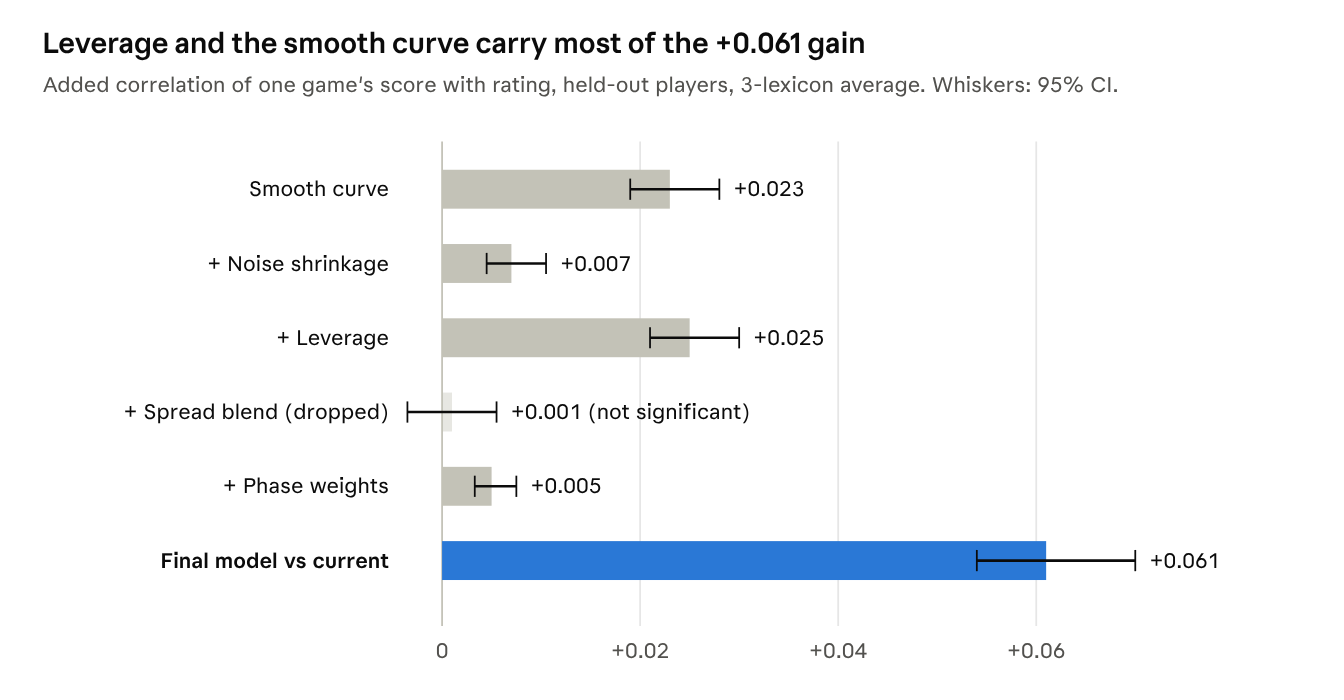 Leverage and the smooth curve carry most of the +0.061 gain
Added correlation of one game's score with rating, held-out players, 3-lexicon average. Whiskers: 95% CI.
Smooth curve +0.023
+ Noise shrinkage +0.007
+ Leverage +0.025
+ Spread blend (dropped) +0.001 (not significant)
+ Phase weights +0.005
Final model vs current +0.061
0 +0.02 +0.04 +0.06